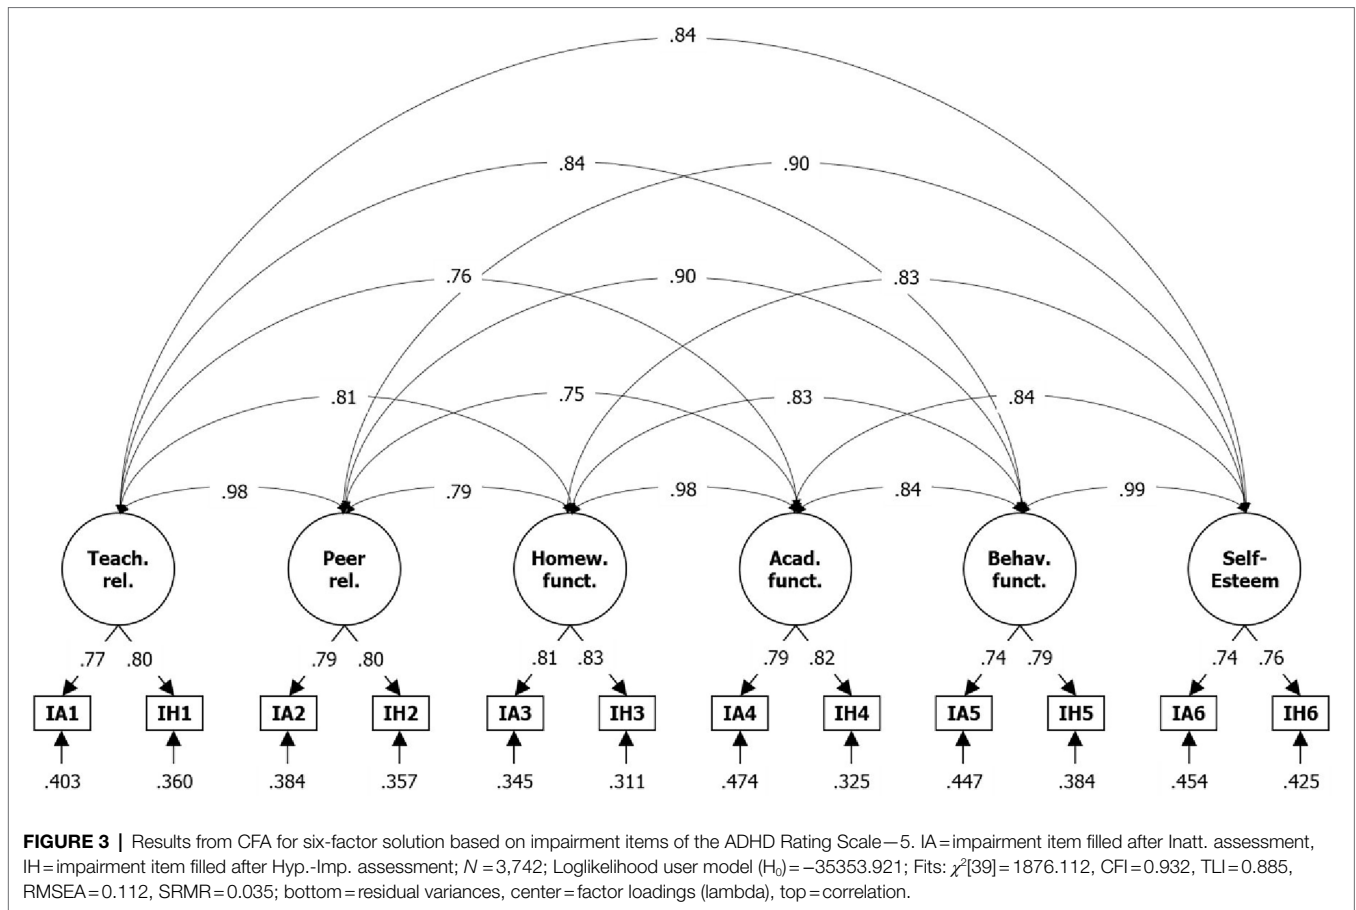 .84
.84 .90
.76 .90 .83
.81 .75 .83 .84
.98 .79 .98 .84 .99
Teach. Peer Homew. Acad. Behav. Self-
rel. rel. funct. funct. funct. Esteem
.77 .80 .79 .80 .81 .83 .79 .82 .74 .79 .74 .76
IA1 IH1 IA2 IH2 IA3 IH3 IA4 IH4 IA5 IH5 IA6 IH6
.403 .360 .384 .357 .345 .311 .474 .325 .447 .384 .454 .425
FIGURE 3 | Results from CFA for six-factor solution based on impairment items of the ADHD Rating Scale—5. IA=impairment item filled after Inatt. assessment,
IH=impairment item filled after Hyp.-Imp. assessment; N=3,742; Loglikelihood user model (H₀)=−35353.921; Fits: χ²[39]=1876.112, CFI=0.932, TLI=0.885,
RMSEA=0.112, SRMR=0.035; bottom=residual variances, center=factor loadings (lambda), top=correlation.